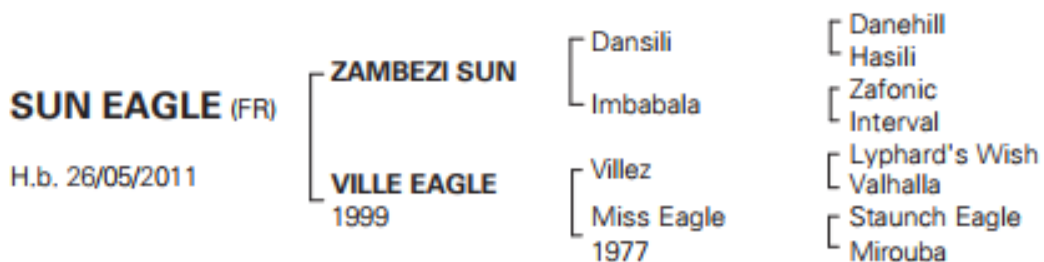 SUN EAGLE (FR)
H.b. 26/05/2011
ZAMBEZI SUN
VILLE EAGLE
1999
Dansili
Imbabala
Villez
Miss Eagle
1977
Danehill
Hasili
Zafonic
Interval
Lyphard's Wish
Valhalla
Staunch Eagle
Mirouba